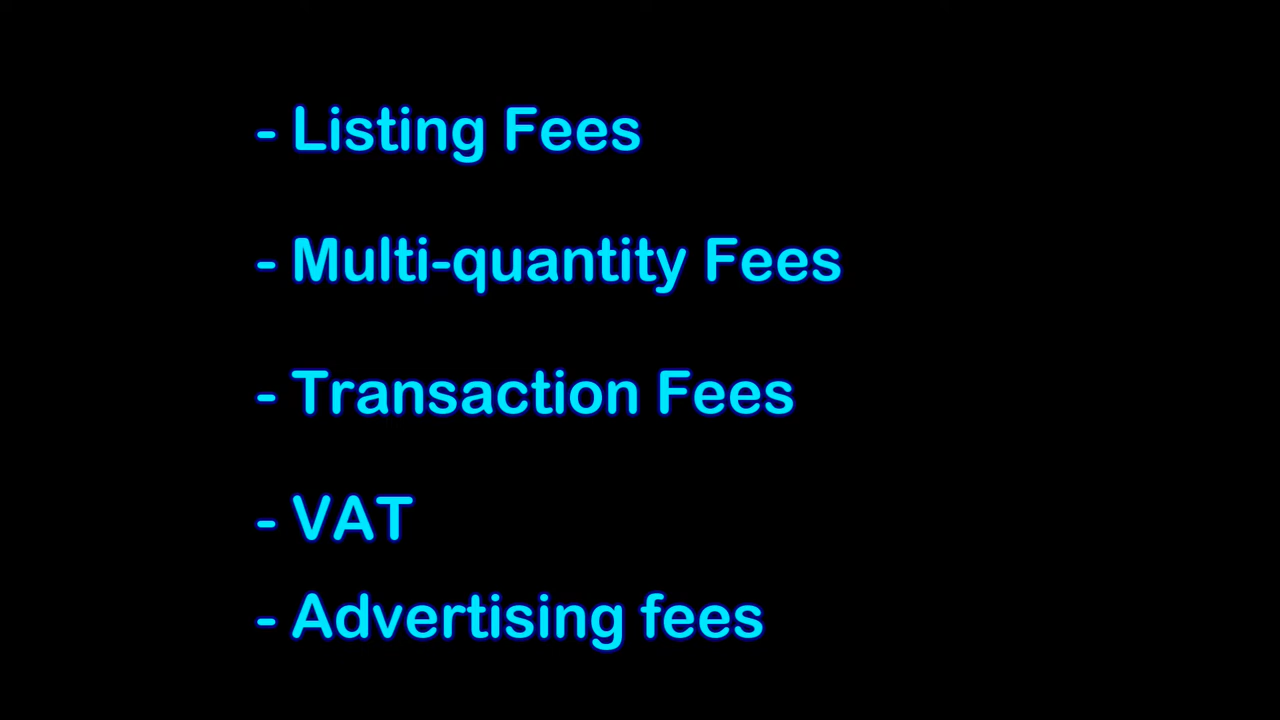 - Listing Fees
- Multi-quantity Fees
- Transaction Fees
- VAT
- Advertising fees